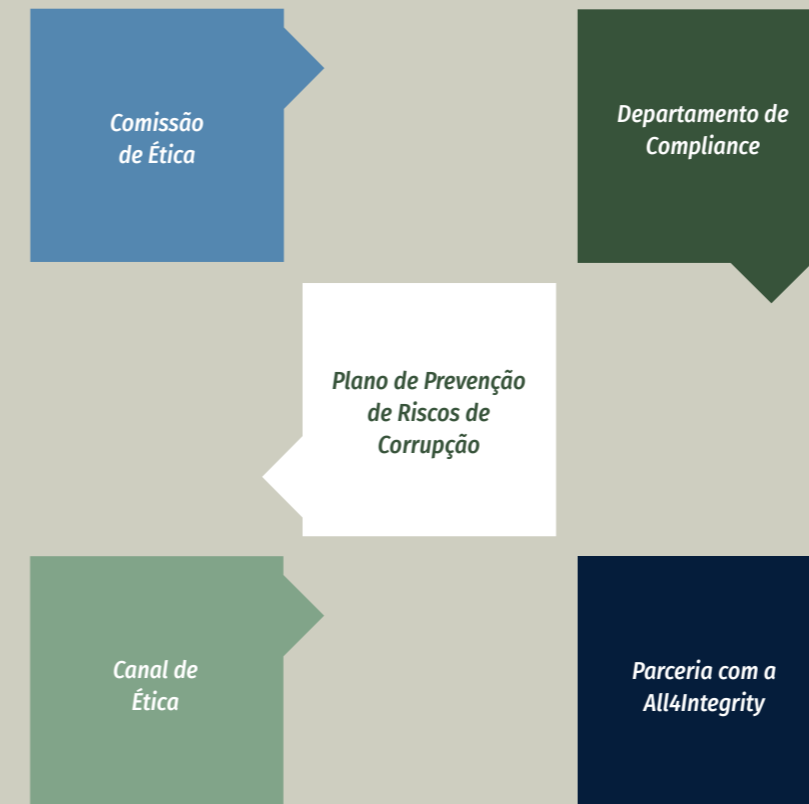 Comissão
de Ética
Departamento de
Compliance
Plano de Prevenção
de Riscos de
Corrupção
Canal de
Ética
Parceria com a
All4Integrity